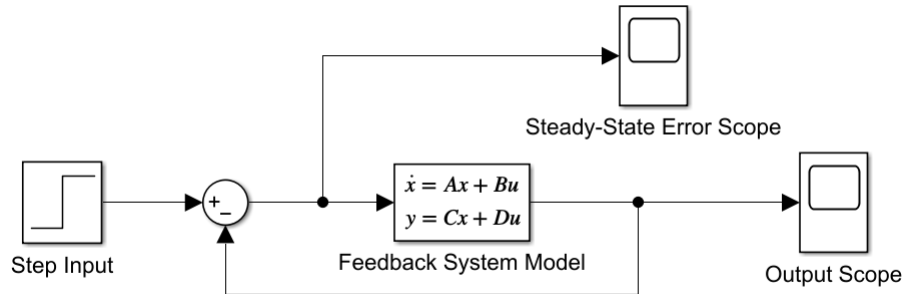 Steady-State Error Scope
Step Input
+
−
ẋ = Ax + Bu
y = Cx + Du
Feedback System Model
Output Scope